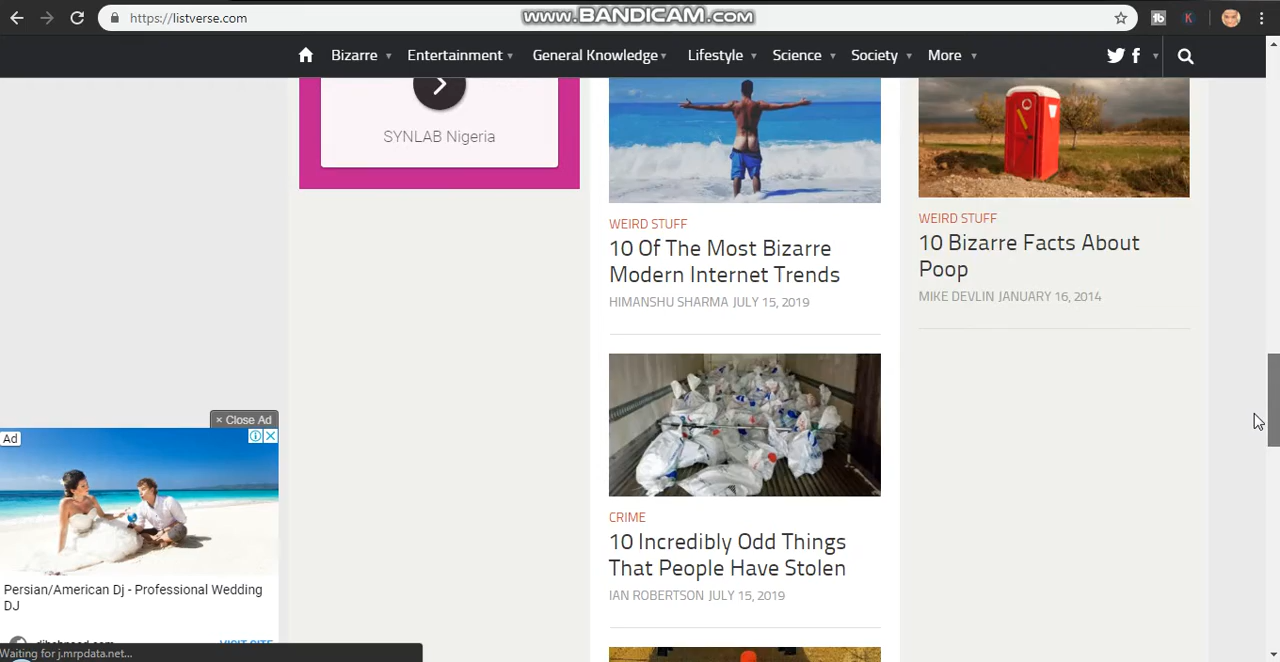 https://listverse.com
www.BANDICAM.com
Bizarre
Entertainment
General Knowledge
Lifestyle
Science
Society
More
SYNLAB Nigeria
WEIRD STUFF
10 Of The Most Bizarre
Modern Internet Trends
HIMANSHU SHARMA JULY 15, 2019
CRIME
10 Incredibly Odd Things
That People Have Stolen
IAN ROBERTSON JULY 15, 2019
WEIRD STUFF
10 Bizarre Facts About
Poop
MIKE DEVLIN JANUARY 16, 2014
× Close Ad
Ad
Persian/American Dj - Professional Wedding
DJ
VISIT SITE
Waiting for j.mrpdata.net...